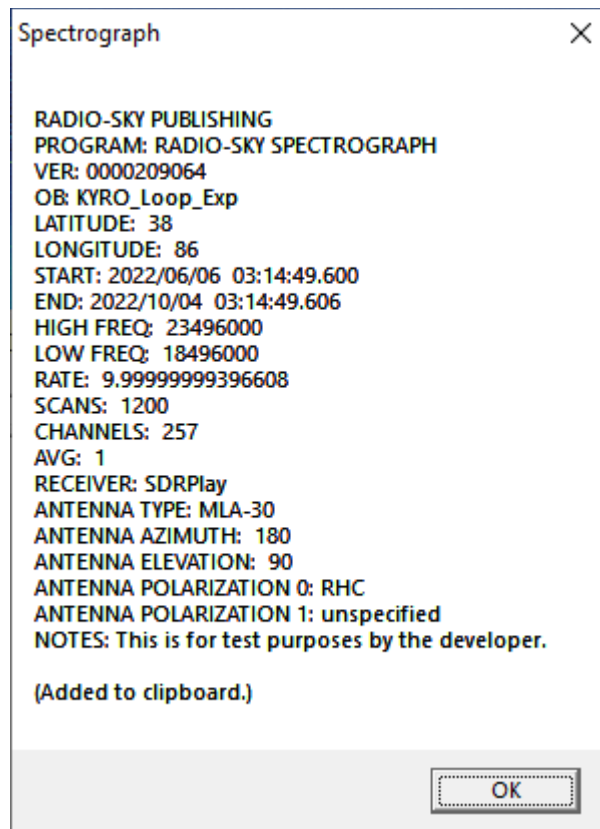 Spectrograph
RADIO-SKY PUBLISHING
PROGRAM: RADIO-SKY SPECTROGRAPH
VER: 0000209064
OB: KYRO_Loop_Exp
LATITUDE:  38
LONGITUDE:  86
START: 2022/06/06  03:14:49.600
END: 2022/10/04  03:14:49.606
HIGH FREQ:  23496000
LOW FREQ:  18496000
RATE:  9.99999999396608
SCANS:  1200
CHANNELS:  257
AVG:  1
RECEIVER: SDRPlay
ANTENNA TYPE: MLA-30
ANTENNA AZIMUTH:  180
ANTENNA ELEVATION:  90
ANTENNA POLARIZATION 0: RHC
ANTENNA POLARIZATION 1: unspecified
NOTES: This is for test purposes by the developer.
(Added to clipboard.)
OK